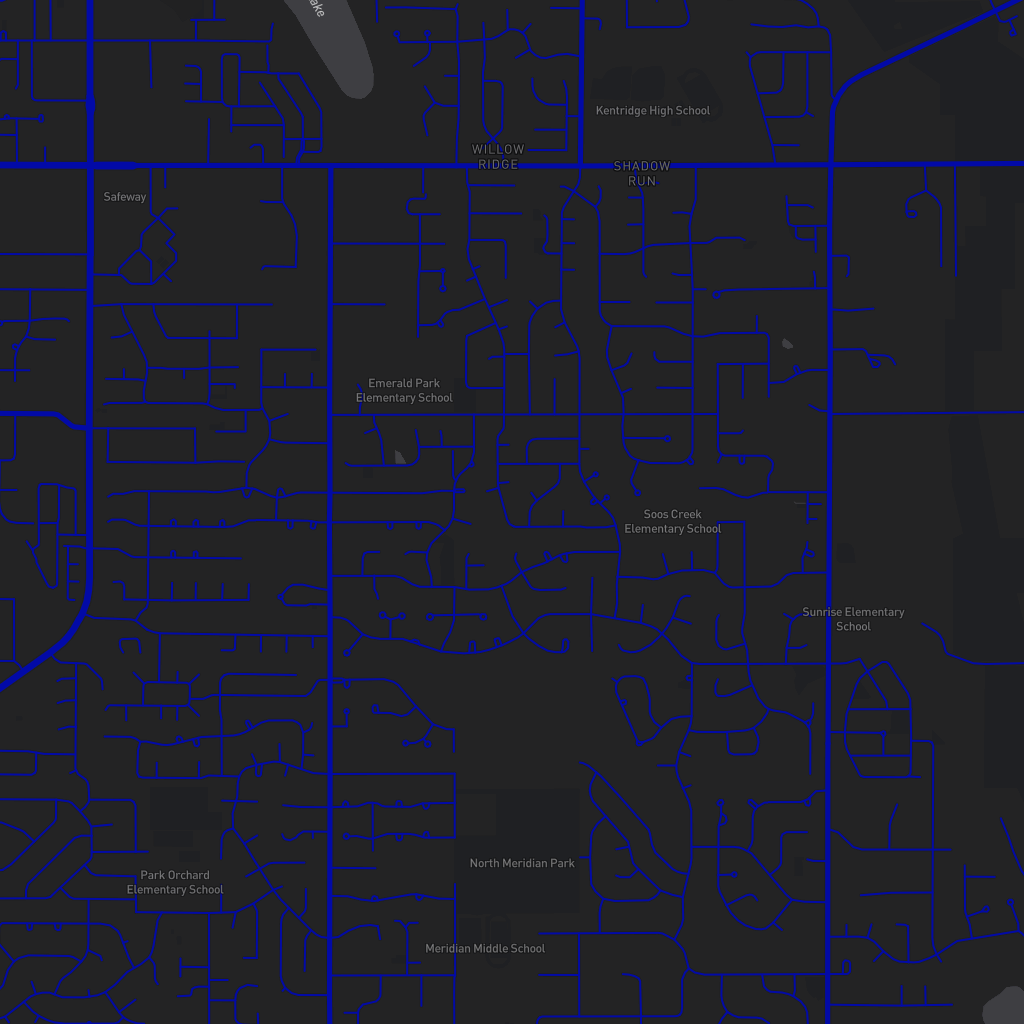 ake
Kentridge High School
WILLOW
RIDGE
SHADOW
RUN
Safeway
Emerald Park
Elementary School
Soos Creek
Elementary School
Sunrise Elementary
School
North Meridian Park
Park Orchard
Elementary School
Meridian Middle School